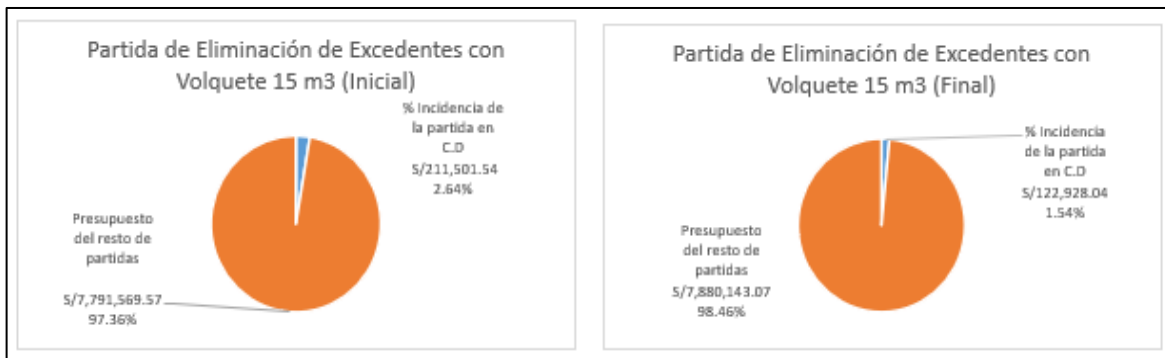 Partida de Eliminación de Excedentes con
Volquete 15 m3 (Inicial)
% Incidencia de
la partida en
C.D
S/211,501.54
2.64%
Presupuesto
del resto de
partidas
S/7,791,569.57
97.36%
Partida de Eliminación de Excedentes con
Volquete 15 m3 (Final)
% Incidencia
de la partida
en C.D
S/122,928.04
1.54%
Presupuesto
del resto de
partidas
S/7,880,143.07
98.46%